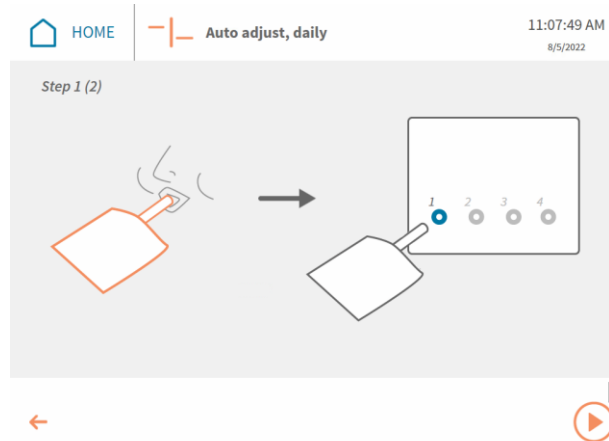 HOME
Auto adjust, daily
11:07:49 AM
8/5/2022
Step 1 (2)
1 2 3 4